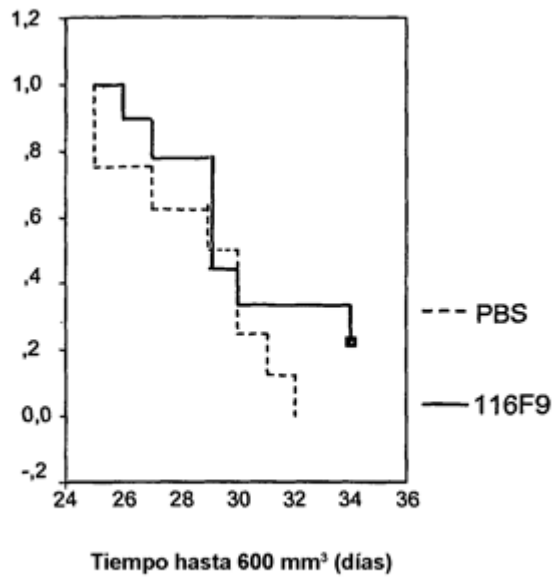 1,2
1,0
,8
,6
,4
,2
0,0
-,2
24 26 28 30 32 34 36
PBS
116F9
Tiempo hasta 600 mm³ (días)